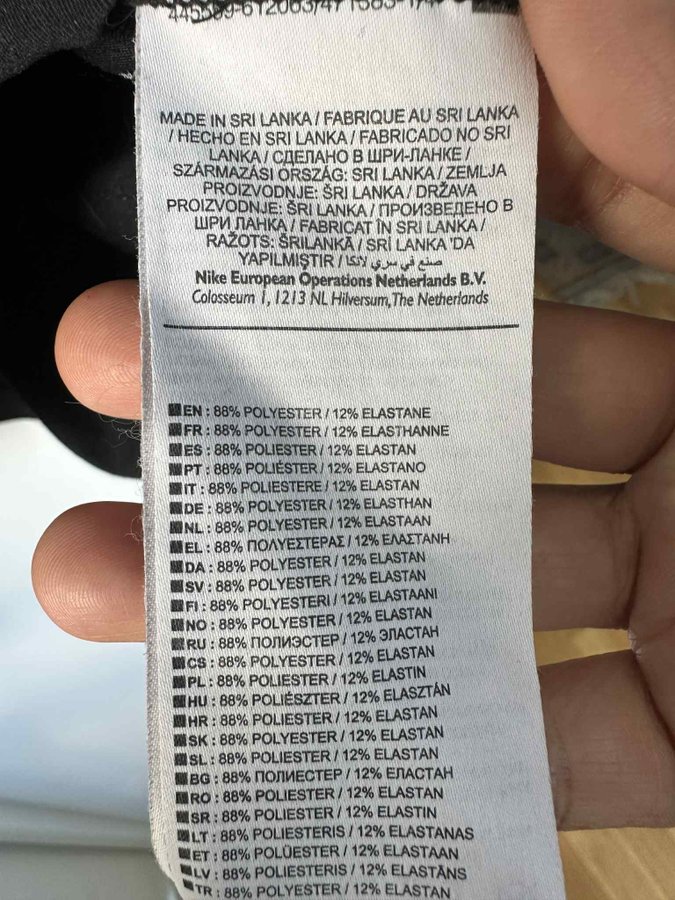 MADE IN SRI LANKA / FABRIQUE AU SRI LANKA
/ HECHO EN SRI LANKA / FABRICADO NO SRI
LANKA / СДЕЛАНО В ШРИ-ЛАНКЕ /
SZÁRMAZÁSI ORSZÁG: SRI LANKA / ZEMLJA
PROIZVODNJE: ŠRI LANKA / DRŽAVA
PROIZVODNJE: ŠRI LANKA / ПРОИЗВЕДЕНО В
ШРИ ЛАНКА / FABRICAT ÎN SRI LANKA /
RAŽOTS: ŠRILANKĀ / SRİ LANKA 'DA
YAPILMIŞTIR / صنع في سري لانكا
Nike European Operations Netherlands B.V.
Colosseum 1, 1213 NL Hilversum, The Netherlands
EN : 88% POLYESTER / 12% ELASTANE
FR : 88% POLYESTER / 12% ELASTHANNE
ES : 88% POLIÉSTER / 12% ELASTAN
PT : 88% POLIÉSTER / 12% ELASTANO
IT : 88% POLIESTERE / 12% ELASTAN
DE : 88% POLYESTER / 12% ELASTHAN
NL : 88% POLYESTER / 12% ELASTAAN
EL : 88% ΠΟΛΥΕΣΤΕΡΑΣ / 12% ΕΛΑΣΤΑΝΗ
DA : 88% POLYESTER / 12% ELASTAN
SV : 88% POLYESTER / 12% ELASTAN
FI : 88% POLYESTERI / 12% ELASTAANI
NO : 88% POLYESTER / 12% ELASTAN
RU : 88% ПОЛИЭСТЕР / 12% ЭЛАСТАН
CS : 88% POLYESTER / 12% ELASTAN
PL : 88% POLIESTER / 12% ELASTIN
HU : 88% POLIÉSZTER / 12% ELASZTÁN
HR : 88% POLIESTER / 12% ELASTAN
SK : 88% POLYESTER / 12% ELASTAN
SL : 88% POLIESTER / 12% ELASTAN
BG : 88% ПОЛИЕСТЕР / 12% ЕЛАСТАН
RO : 88% POLIESTER / 12% ELASTAN
SR : 88% POLIESTER / 12% ELASTIN
LT : 88% POLIESTERIS / 12% ELASTANAS
ET : 88% POLÜESTER / 12% ELASTAAN
LV : 88% POLIESTERIS / 12% ELASTĀNS
TR : 88% POLYESTER / 12% ELASTAN